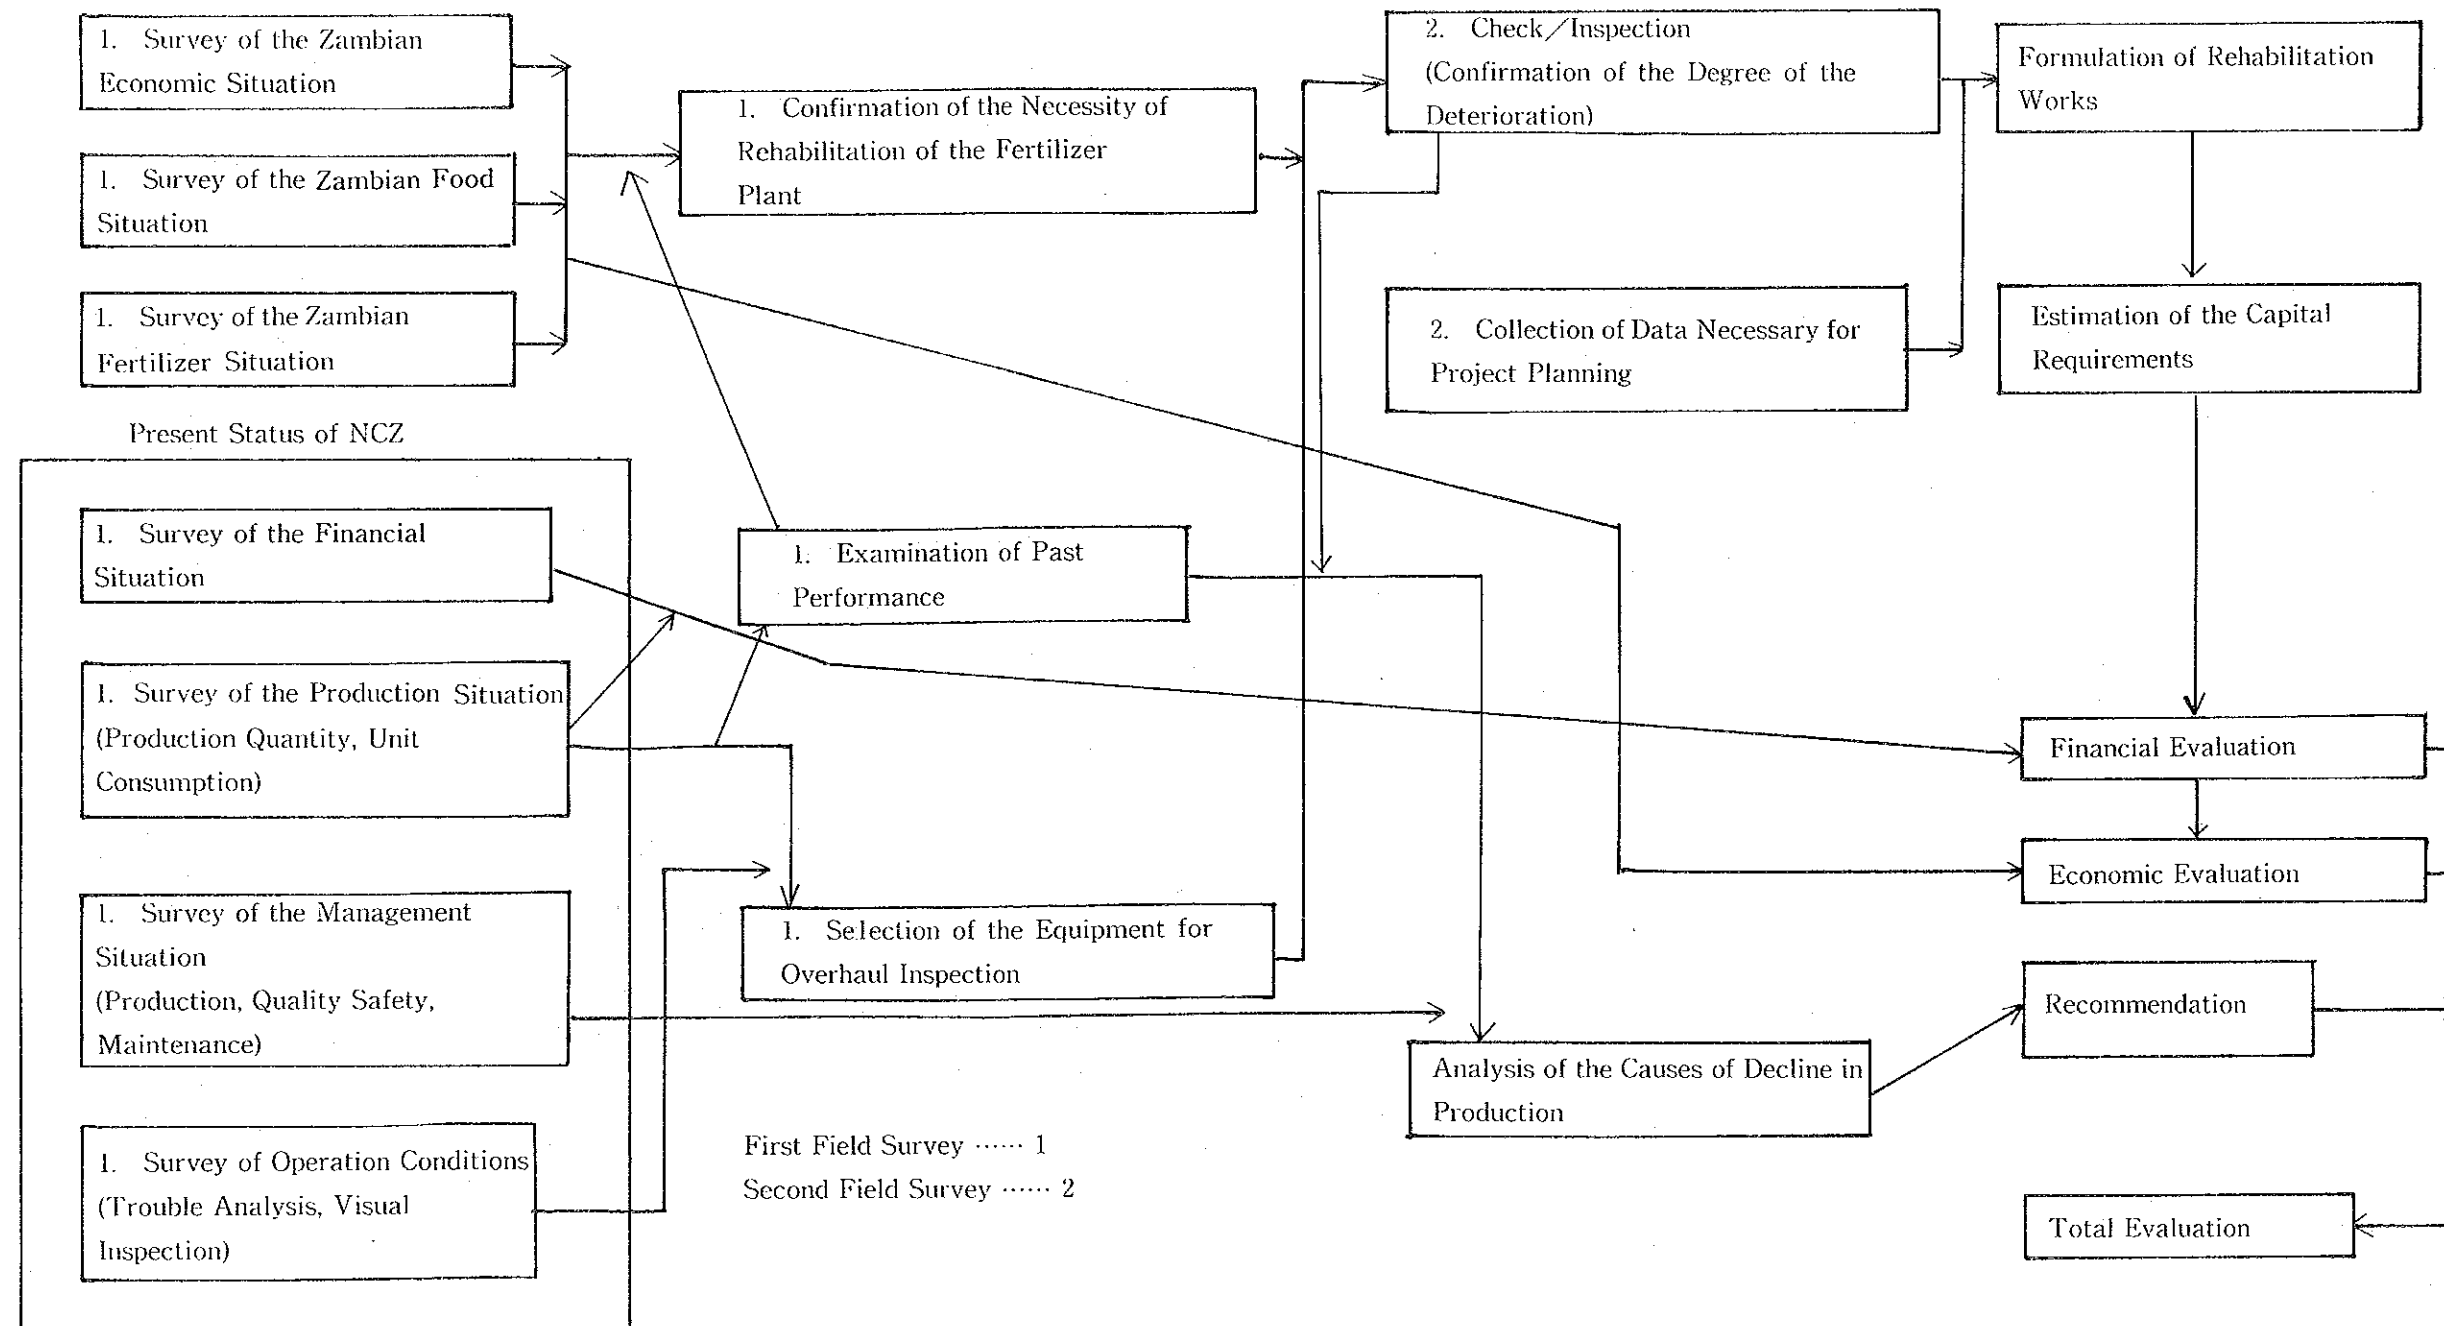 1. Survey of the Zambian
Economic Situation
1. Survey of the Zambian Food
Situation
1. Survey of the Zambian
Fertilizer Situation
1. Confirmation of the Necessity of
Rehabilitation of the Fertilizer
Plant
2. Check/Inspection
(Confirmation of the Degree of the
Deterioration)
Formulation of Rehabilitation
Works
2. Collection of Data Necessary for
Project Planning
Estimation of the Capital
Requirements
Present Status of NCZ
1. Survey of the Financial
Situation
1. Survey of the Production Situation
(Production Quantity, Unit
Consumption)
1. Survey of the Management
Situation
(Production, Quality Safety,
Maintenance)
1. Survey of Operation Conditions
(Trouble Analysis, Visual
Inspection)
1. Examination of Past
Performance
1. Selection of the Equipment for
Overhaul Inspection
First Field Survey ······ 1
Second Field Survey ······ 2
Analysis of the Causes of Decline in
Production
Financial Evaluation
Economic Evaluation
Recommendation
Total Evaluation